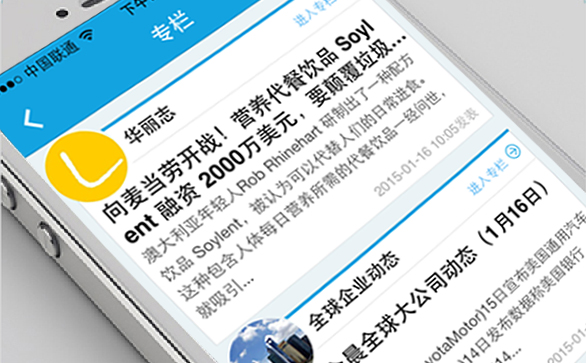 中国联通
下午
专栏
进入专栏
华丽志
向麦当劳开战！营养代餐饮品 Soyl
ent 融资 2000万美元，要颠覆垃圾...
澳大利亚年轻人Rob Rhinehart 研制出了一种配方
饮品 Soylent，被认为可以代替人们的日常进食。
这种包含人体每日营养所需的代餐饮品一经问世，
就吸引...
2015-01-16 10:05发表
进入专栏
全球企业动态
晨全球大公司动态（1月16日）
otaMotor)15日宣布美国通用汽车
14日发布数据称美国银行
2015-01